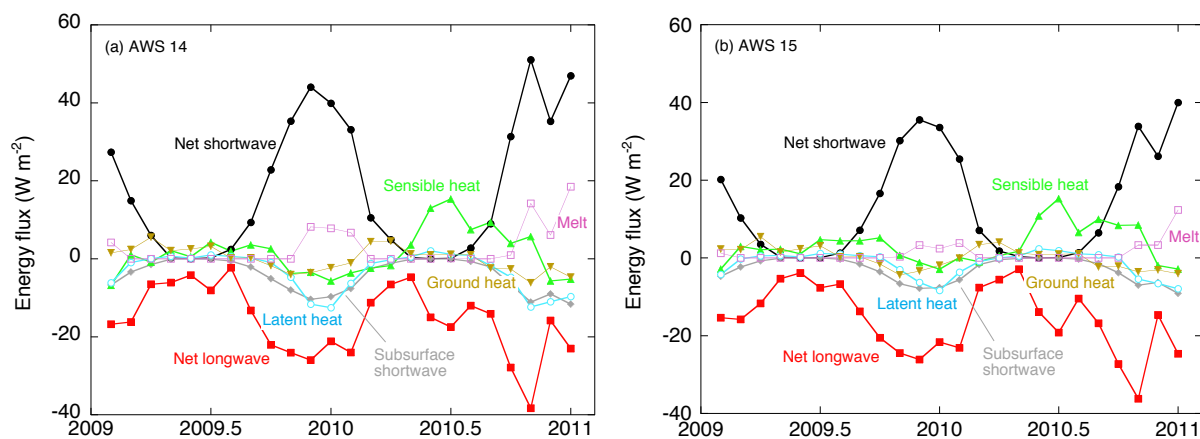 (a) AWS 14
Energy flux (W m-2)
60
40
20
0
-20
-40
2009
2009.5
2010
2010.5
2011
Net shortwave
Sensible heat
Melt
Ground heat
Latent heat
Subsurface
shortwave
Net longwave
(b) AWS 15
Energy flux (W m-2)
60
40
20
0
-20
-40
2009
2009.5
2010
2010.5
2011
Net shortwave
Sensible heat
Melt
Ground heat
Latent heat
Subsurface
shortwave
Net longwave